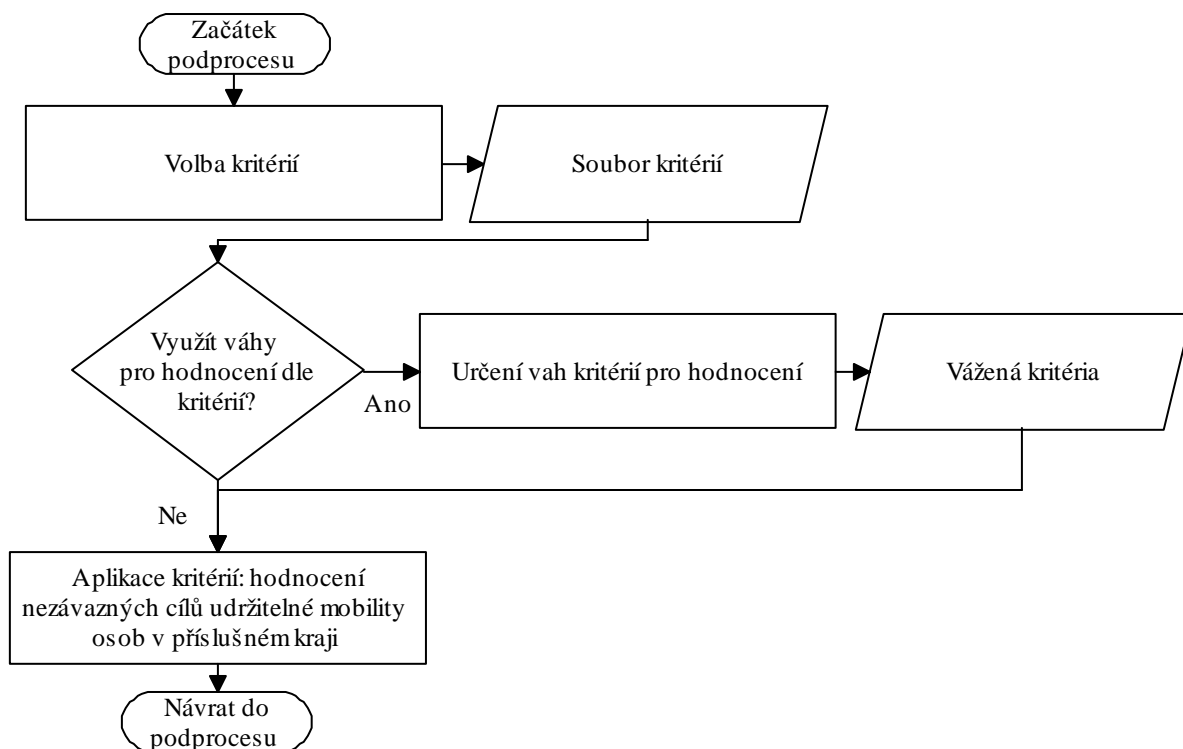 Začátek
podprocesu
Volba kritérií
Soubor kritérií
Využít váhy
pro hodnocení dle
kritérií?
Ano
Určení vah kritérií pro hodnocení
Vážená kritéria
Ne
Aplikace kritérií: hodnocení
nezávazných cílů udržitelné mobility
osob v příslušném kraji
Návrat do
podprocesu